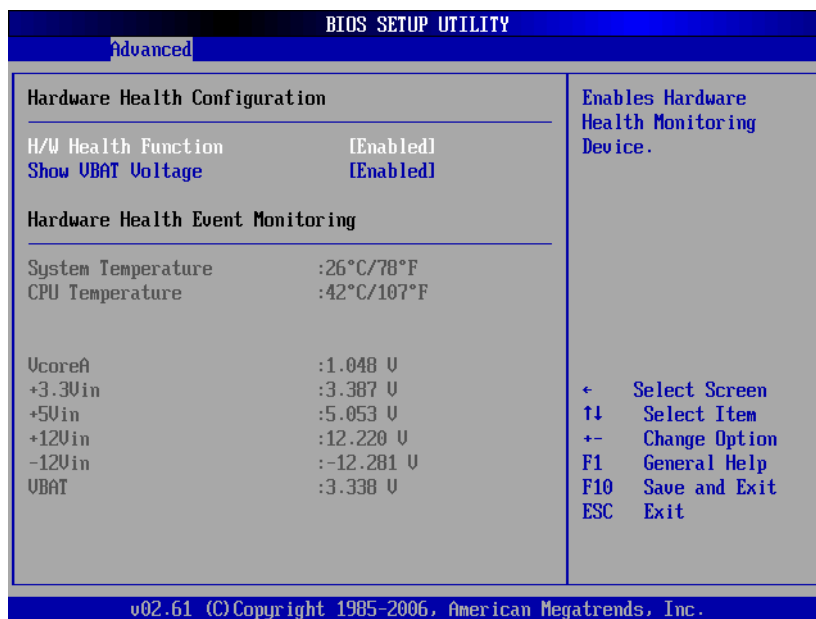 BIOS SETUP UTILITY
Advanced
Hardware Health Configuration
H/W Health Function [Enabled]
Show VBAT Voltage [Enabled]
Hardware Health Event Monitoring
System Temperature :26°C/78°F
CPU Temperature :42°C/107°F
VcoreA :1.048 V
+3.3Vin :3.387 V
+5Vin :5.053 V
+12Vin :12.220 V
-12Vin :-12.281 V
VBAT :3.338 V
Enables Hardware
Health Monitoring
Device.
← Select Screen
↑↓ Select Item
+- Change Option
F1 General Help
F10 Save and Exit
ESC Exit
v02.61 (C)Copyright 1985-2006, American Megatrends, Inc.